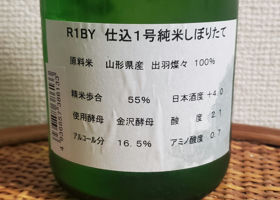 R1BY 仕込1号純米しぼりたて
原料米 山形県産 出羽燦々 100%
精米歩合 55% 日本酒度 +4.0
使用酵母 金沢酵母 酸度 2.1
アルコール分 16.5% アミノ酸度 0.7